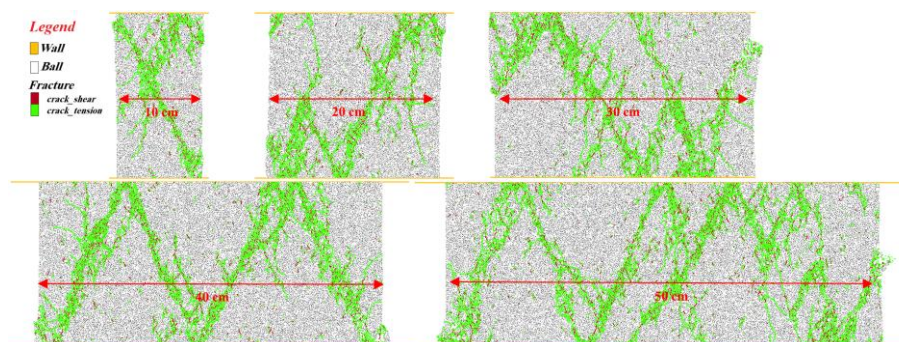 Legend
Wall
Ball
Fracture
crack_shear
crack_tension
10 cm
20 cm
30 cm
40 cm
50 cm